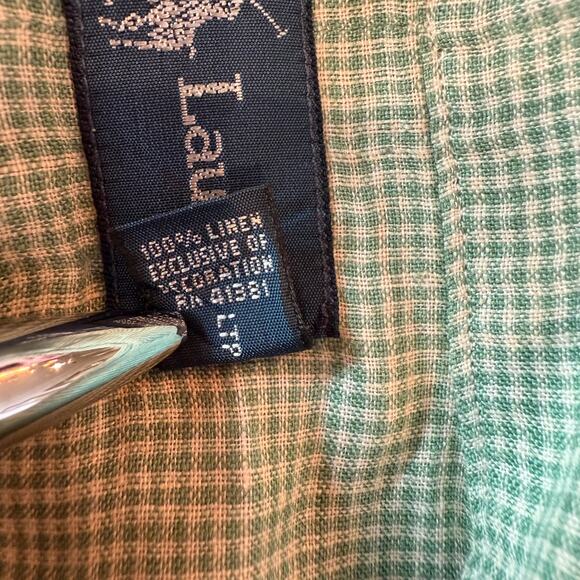 Lau
100% LINEN
EXCLUSIVE OF
DECORATION
RN 41381
LTP